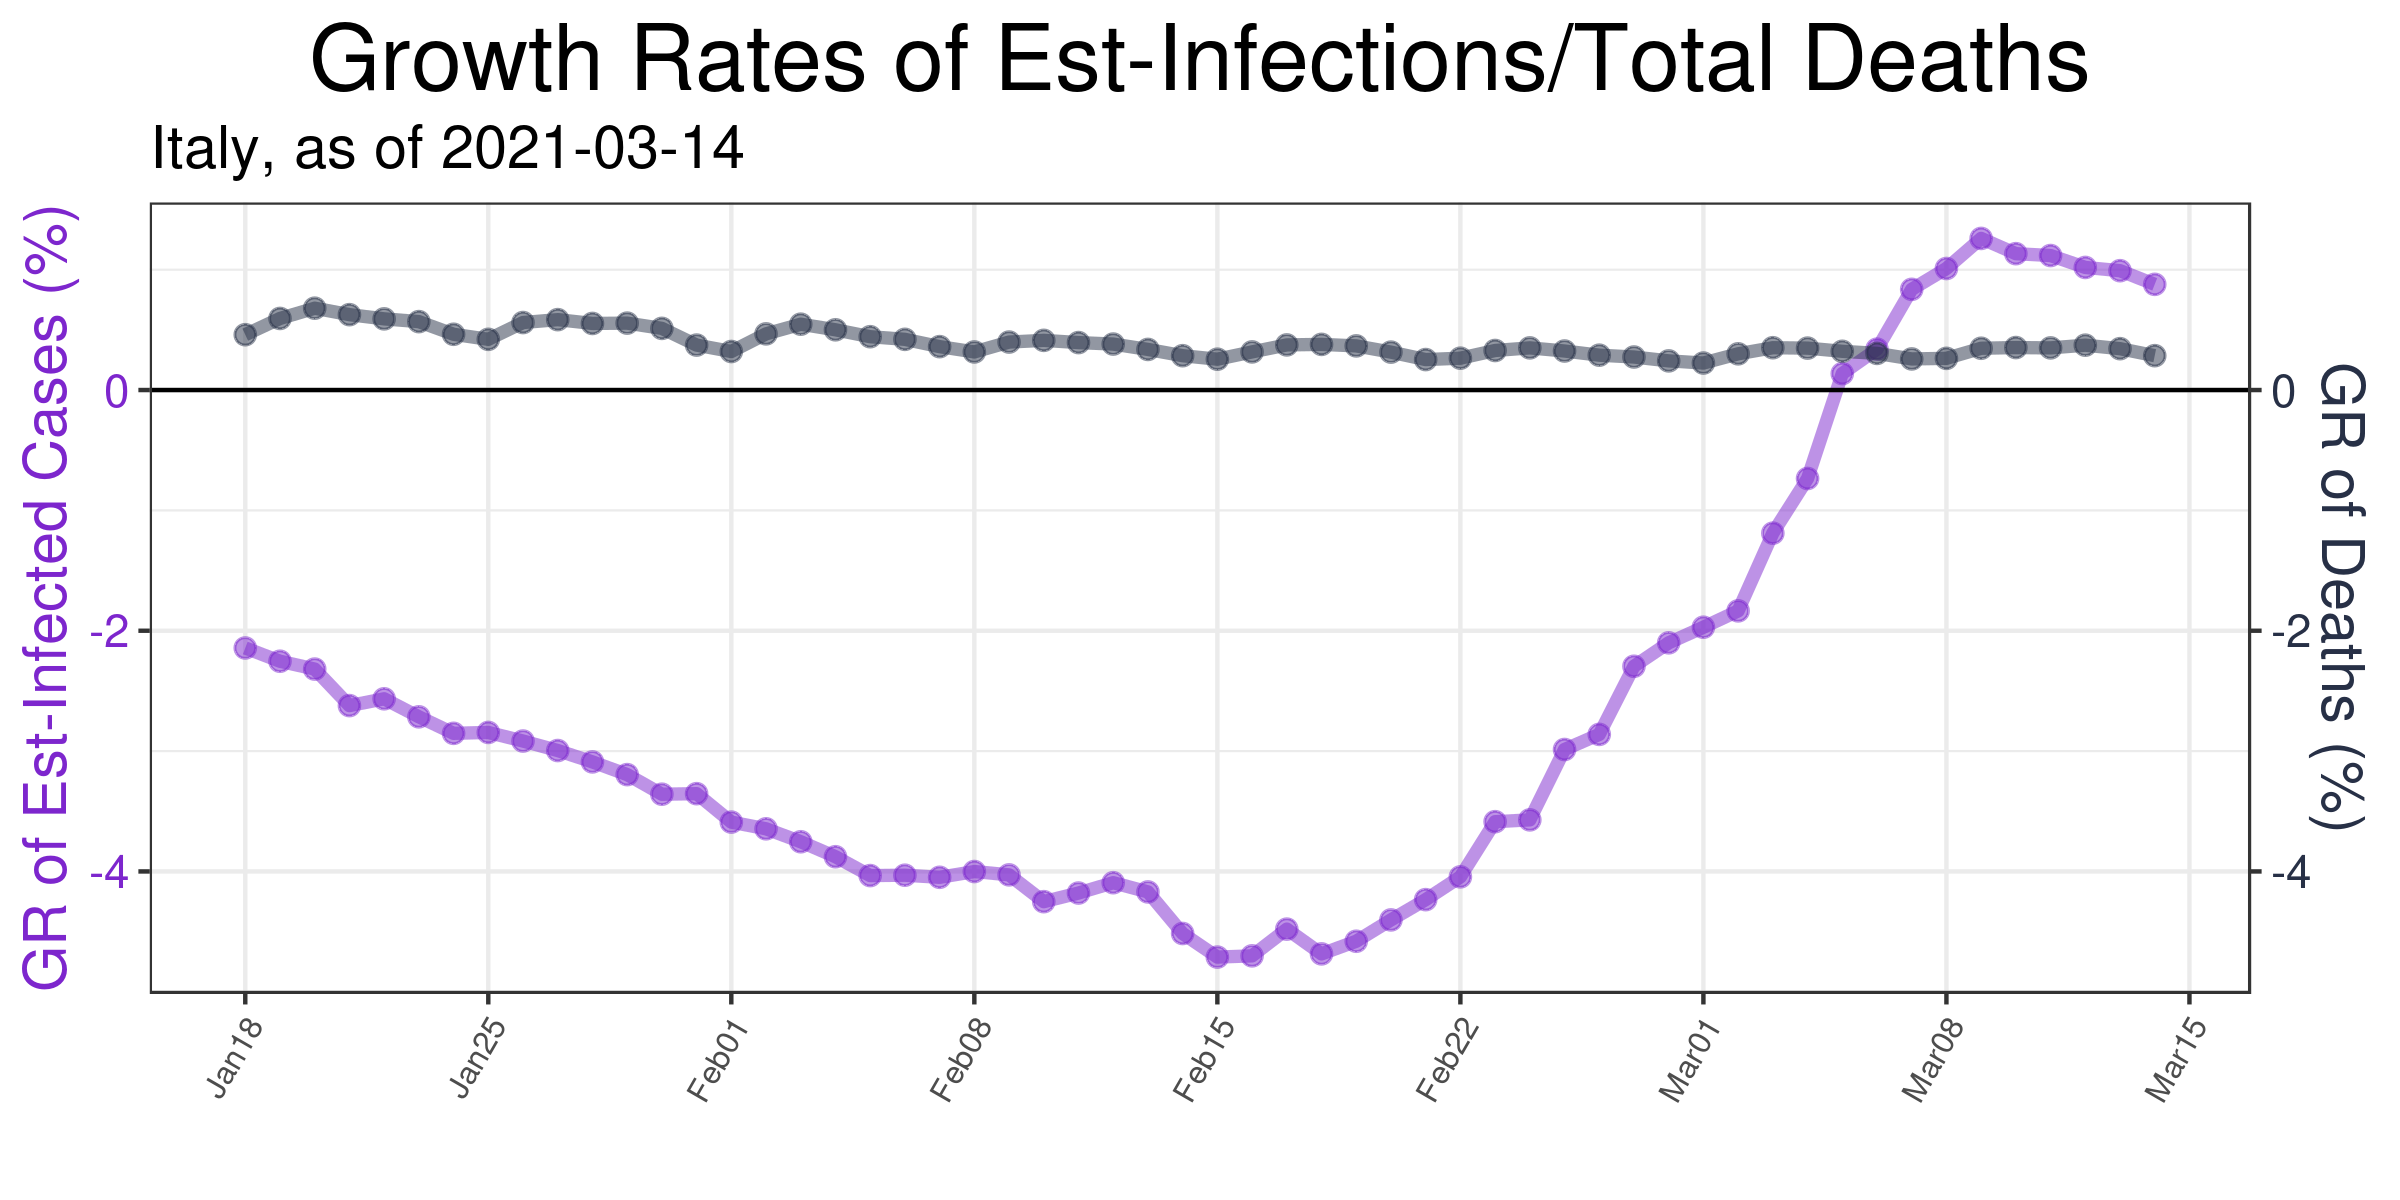 Growth Rates of Est-Infections/Total Deaths
Italy, as of 2021-03-14
GR of Est-Infected Cases (%)
0
-2
-4
0
-2
-4
GR of Deaths (%)
Jan18
Jan25
Feb01
Feb08
Feb15
Feb22
Mar01
Mar08
Mar15